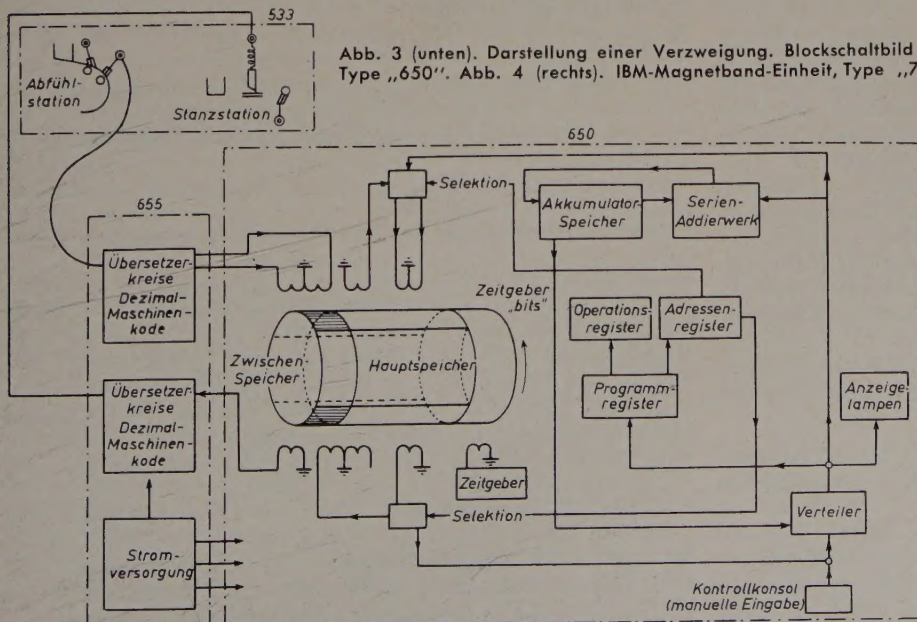 533
Abb. 3 (unten). Darstellung einer Verzweigung. Blockschaltbild
Type „650“. Abb. 4 (rechts). IBM-Magnetband-Einheit, Type „7
Abfühl-
station
Stanzstation
650
655
Selektion
Akkumulator-
Speicher
Serien-
Addierwerk
Übersetzer-
kreise
Dezimal-
Maschinen-
kode
Zeitgeber
„bits“
Operations-
register
Adressen-
register
Zwischen-
Speicher
Hauptspeicher
Programm-
register
Anzeige-
lampen
Übersetzer-
kreise
Dezimal-
Maschinen-
kode
Zeitgeber
Selektion
Verteiler
Strom-
versorgung
Kontrollkonsol
(manuelle Eingabe)